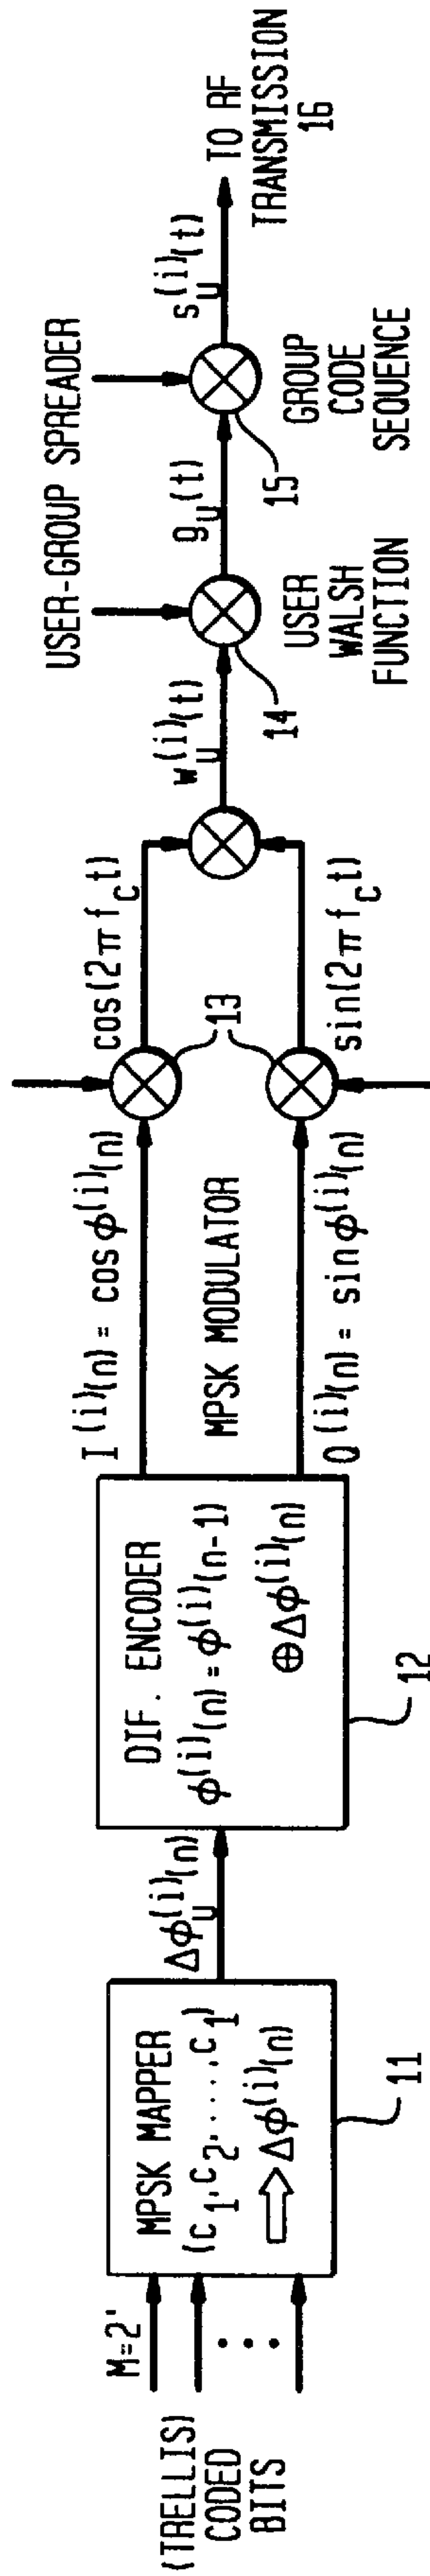 (TRELLIS)
CODED
BITS
M=2'
MPSK MAPPER
(c1,c2,....,c1)
⇒Δϕ(i)(n)
11
Δϕu(i)(n)
DIF. ENCODER
ϕ(i)(n)=ϕ(i)(n-1)
⊕Δϕ(i)(n)
12
I(i)(n)= cosϕ(i)(n)
MPSK MODULATOR
Q(i)(n)= sinϕ(i)(n)
13
cos(2πfct)
sin(2πfct)
wu(i)(t)
USER-GROUP SPREADER
14
USER
WALSH
FUNCTION
gu(t)
15
GROUP
CODE
SEQUENCE
su(i)(t)
TO RF
TRANSMISSION
16